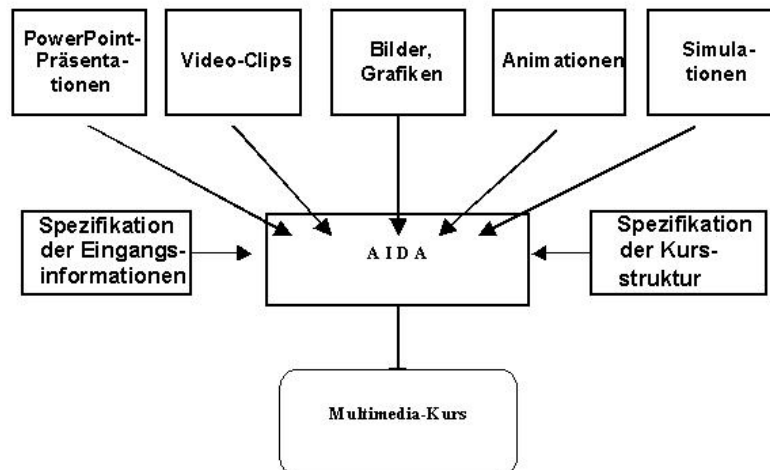 PowerPoint-
Präsenta-
tionen
Video-Clips
Bilder,
Grafiken
Animationen
Simula-
tionen
Spezifikation
der Eingangs-
informationen
A I D A
Spezifikation
der Kurs-
struktur
Multimedia-Kurs